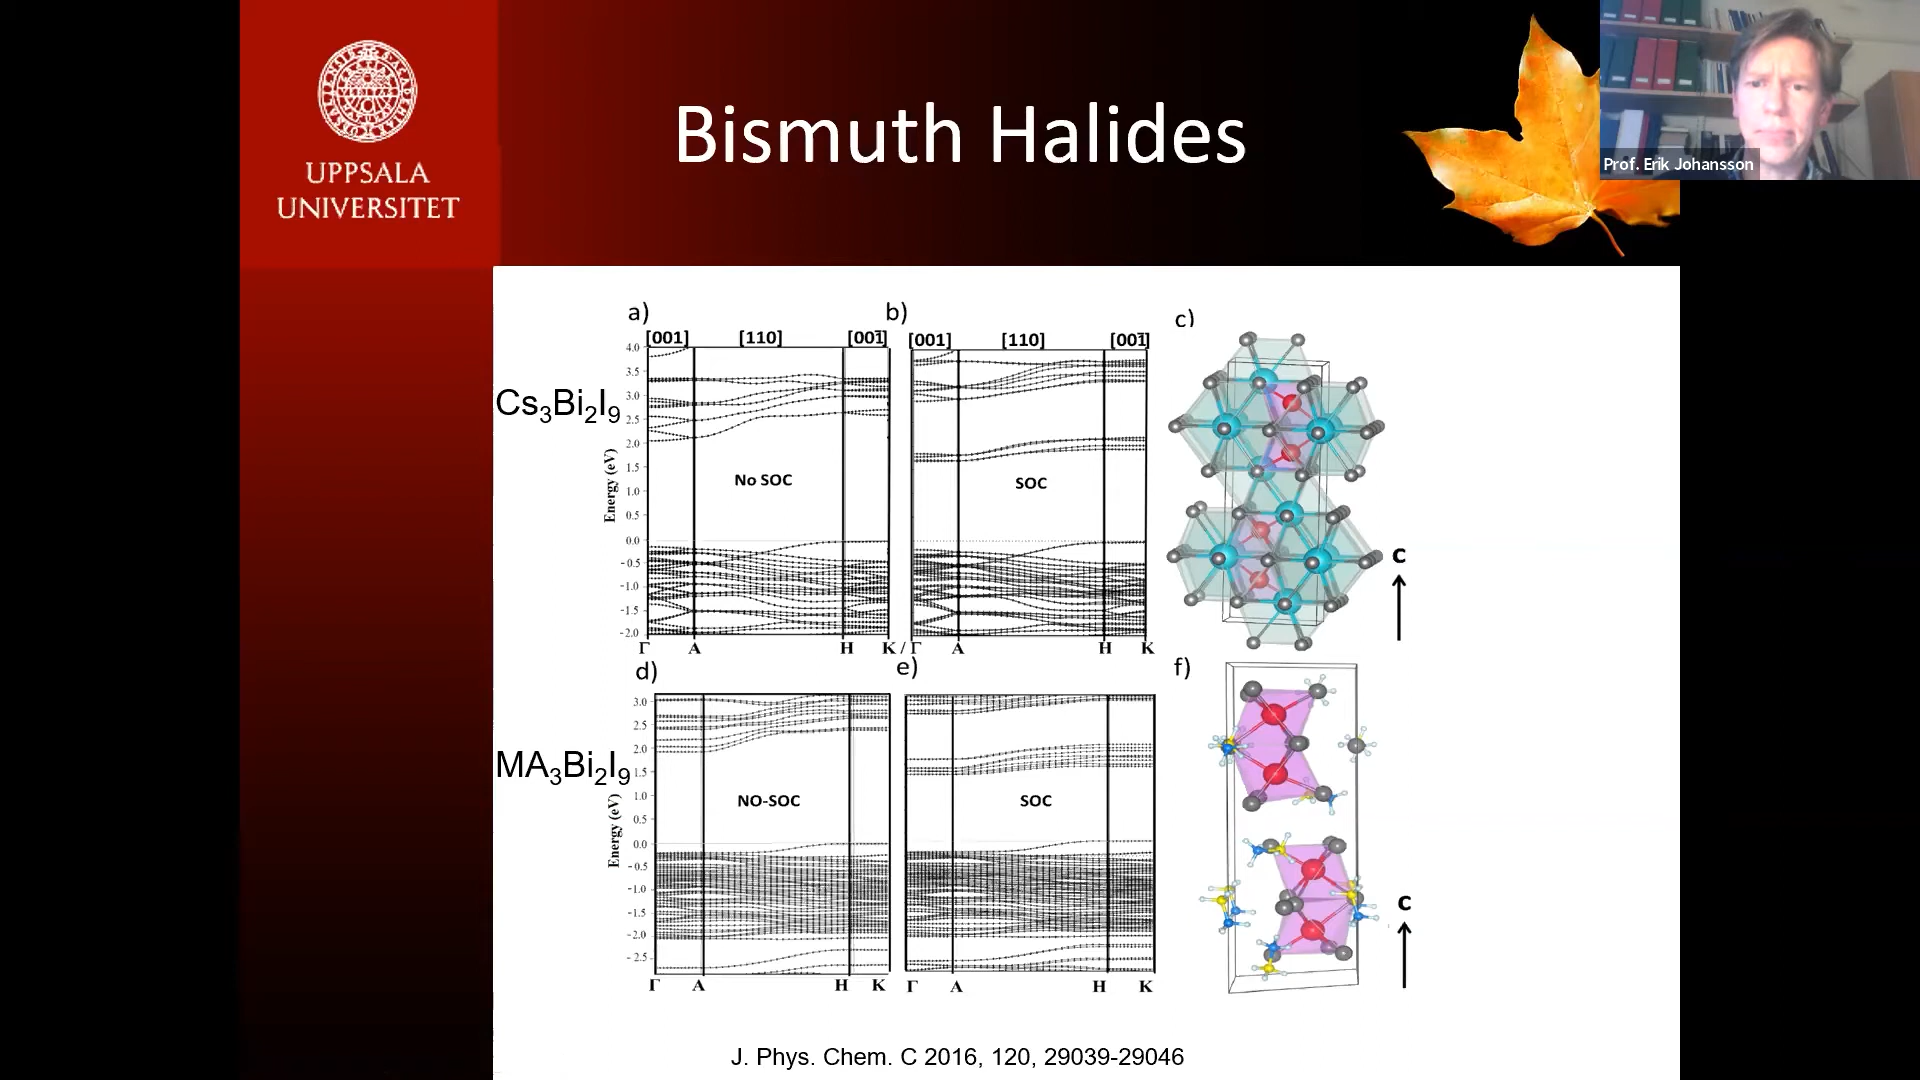 UPPSALA
UNIVERSITET
Bismuth Halides
Prof. Erik Johansson
Cs₃Bi₂I₉
a)
[001] [110] [001̄]
4.0
3.5
3.0
2.5
2.0
1.5
1.0
0.5
0.0
-0.5
-1.0
-1.5
-2.0
Energy (eV)
No SOC
Γ A H K / Γ A H K
b)
[001] [110] [001̄]
SOC
c)
c
MA₃Bi₂I₉
d)
3.0
2.5
2.0
1.5
1.0
0.5
0.0
-0.5
-1.0
-1.5
-2.0
-2.5
Energy (eV)
NO-SOC
Γ A H K
e)
SOC
Γ A H K
f)
c
J. Phys. Chem. C 2016, 120, 29039-29046